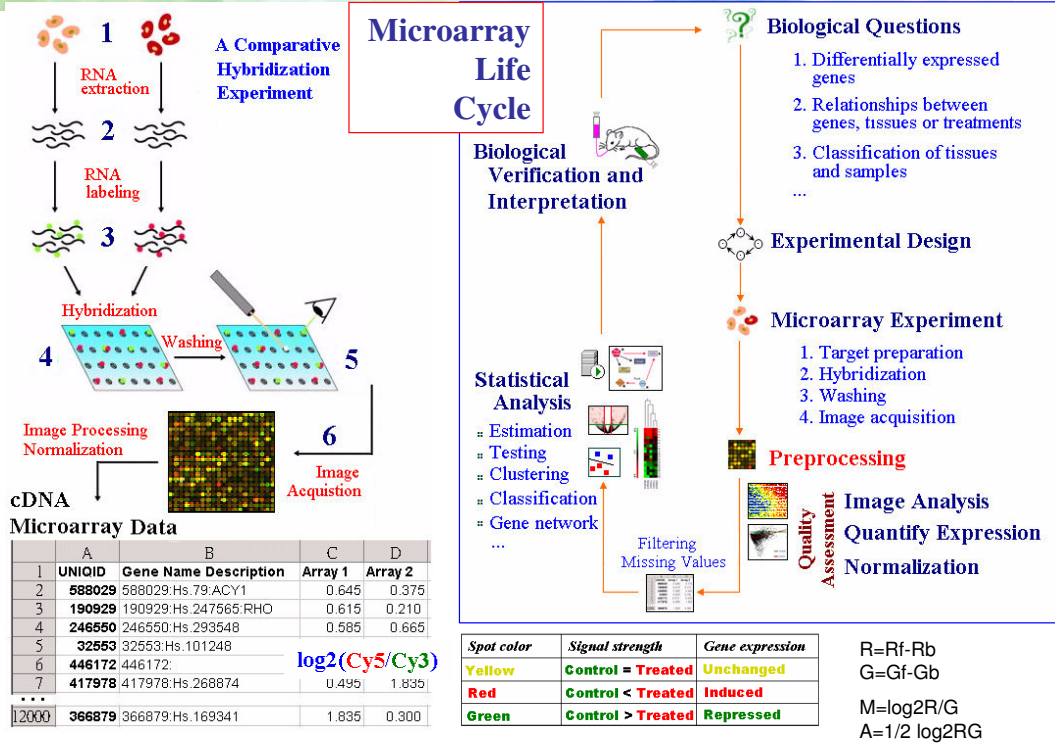 Microarray
Life
Cycle
1
A Comparative
Hybridization
Experiment
RNA
extraction
2
RNA
labeling
3
Hybridization
4
Washing
5
6
Image Processing
Normalization
Image
Acquistion
cDNA
Microarray Data
A B C D
1 UNIQID Gene Name Description Array 1 Array 2
2 588029 588029:Hs.79:ACY1 0.645 0.375
3 190929 190929:Hs.247565:RHO 0.615 0.210
4 246550 246550:Hs.293548 0.585 0.665
5 32553 32553:Hs.101248
6 446172 446172:
7 417978 417978:Hs.268874 0.495 1.835
...
12000 366879 366879:Hs.169341 1.835 0.300
log2(Cy5/Cy3)
Biological Questions
1. Differentially expressed
genes
2. Relationships between
genes, tissues or treatments
3. Classification of tissues
and samples
...
Experimental Design
Microarray Experiment
1. Target preparation
2. Hybridization
3. Washing
4. Image acquisition
Preprocessing
Quality
Assessment
Image Analysis
Quantify Expression
Normalization
Filtering
Missing Values
Statistical
Analysis
Estimation
Testing
Clustering
Classification
Gene network
...
Biological
Verification and
Interpretation
Spot color Signal strength Gene expression
Yellow Control = Treated Unchanged
Red Control < Treated Induced
Green Control > Treated Repressed
R=Rf-Rb
G=Gf-Gb
M=log2R/G
A=1/2 log2RG